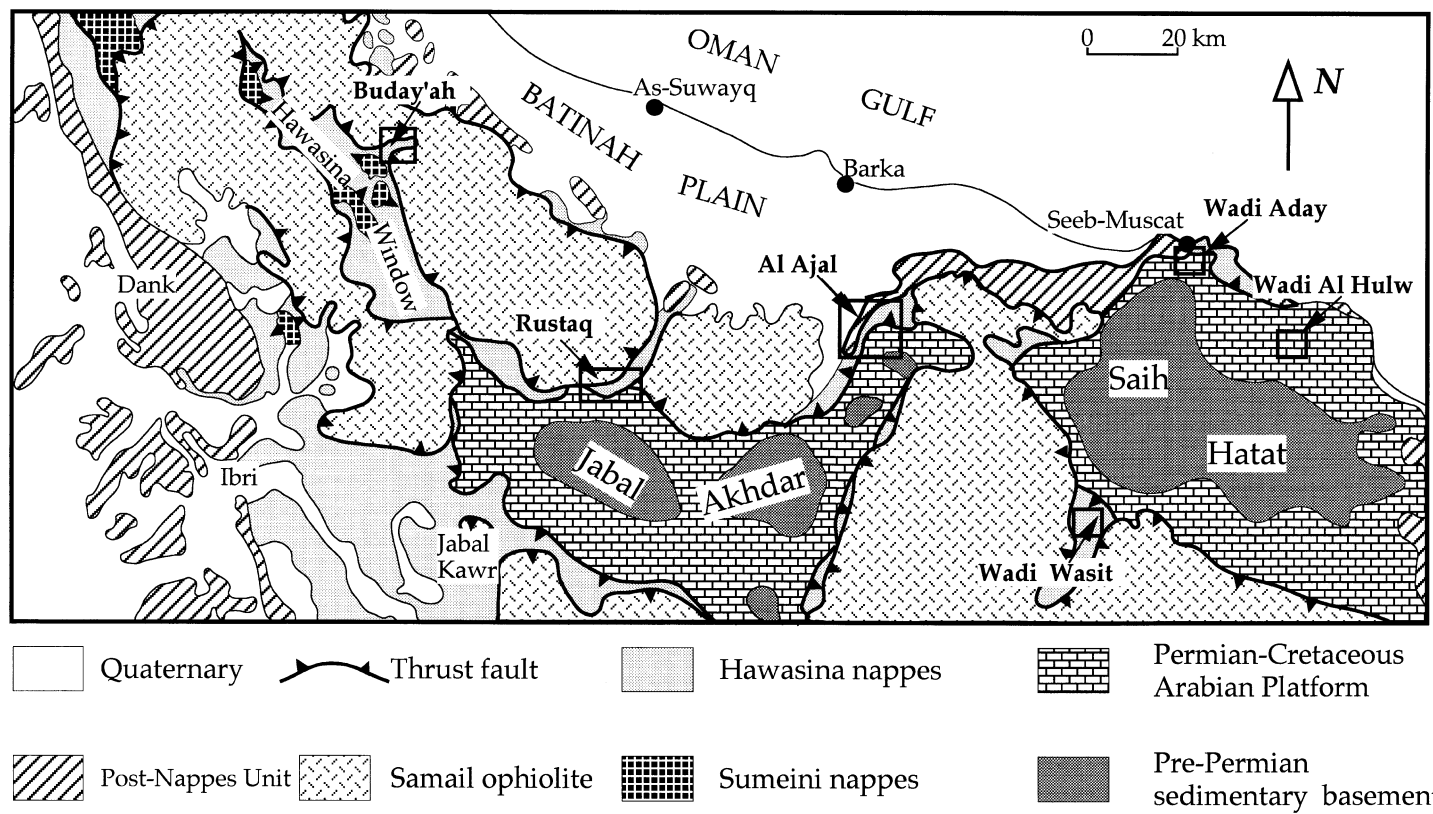 OMAN
GULF
0 20 km
N
Buday'ah
As-Suwayq
BATINAH
PLAIN
Hawasina
Window
Barka
Seeb-Muscat
Wadi Aday
Dank
Al Ajal
Wadi Al Hulw
Rustaq
Saih
Hatat
Jabal
Akhdar
Ibri
Jabal
Kawr
Wadi Wasit
Quaternary
Thrust fault
Hawasina nappes
Permian-Cretaceous
Arabian Platform
Post-Nappes Unit
Samail ophiolite
Sumeini nappes
Pre-Permian
sedimentary basemen